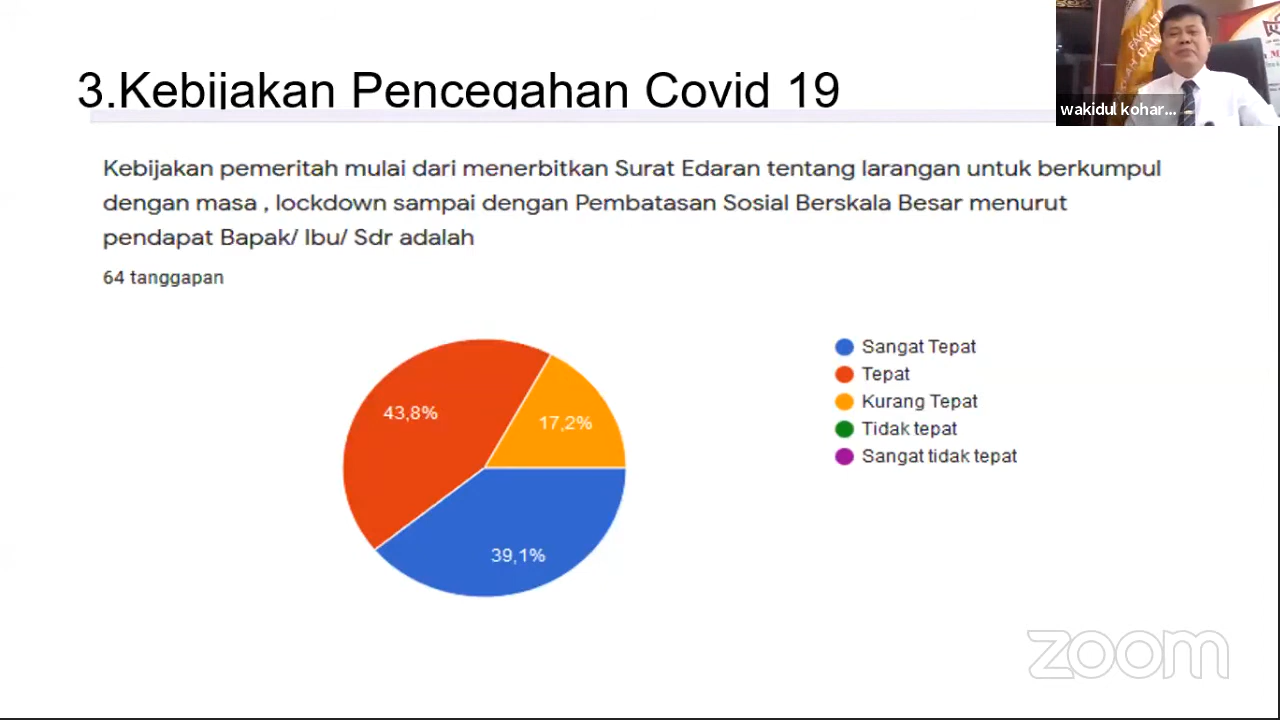 3.Kebijakan Pencegahan Covid 19
wakidul kohar...
Kebijakan pemeritah mulai dari menerbitkan Surat Edaran tentang larangan untuk berkumpul
dengan masa , lockdown sampai dengan Pembatasan Sosial Berskala Besar menurut
pendapat Bapak/ Ibu/ Sdr adalah
64 tanggapan
43,8%
17,2%
39,1%
Sangat Tepat
Tepat
Kurang Tepat
Tidak tepat
Sangat tidak tepat
zoom